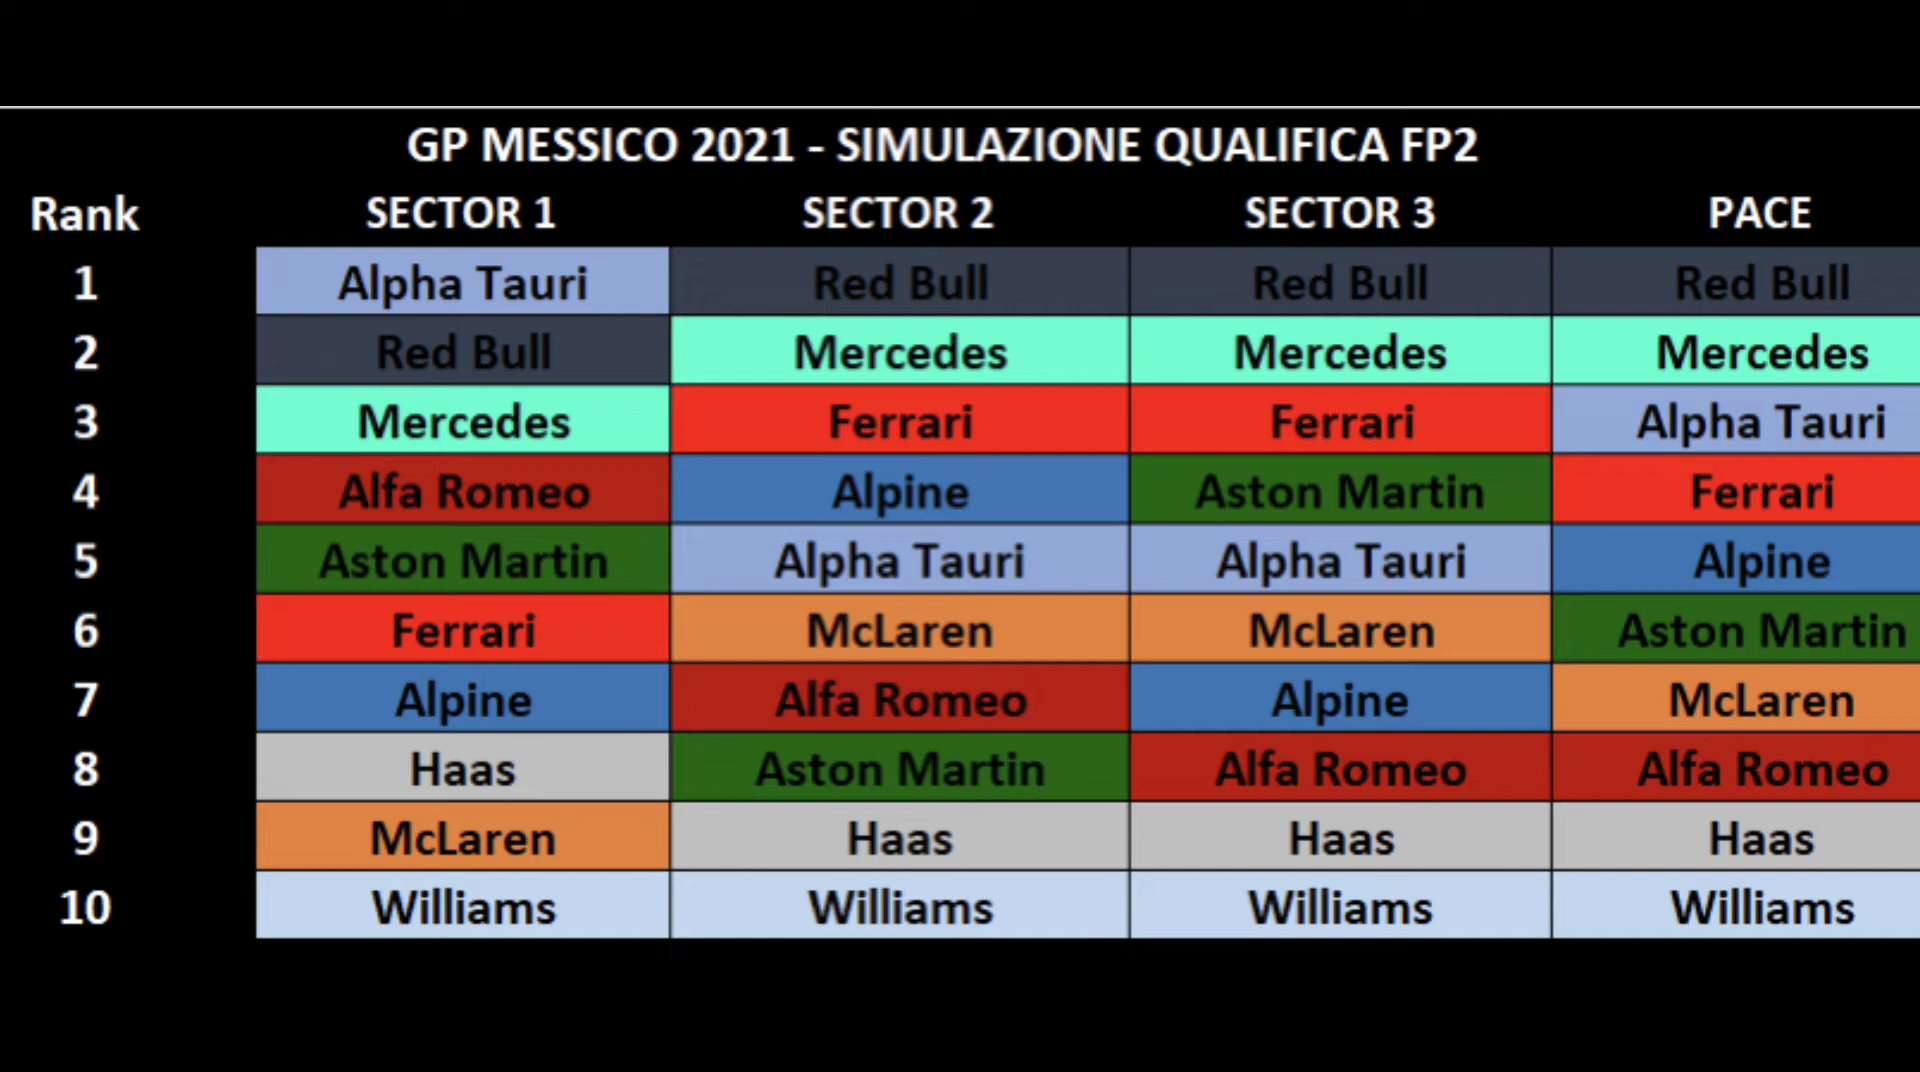 GP MESSICO 2021 - SIMULAZIONE QUALIFICA FP2
Rank SECTOR 1 SECTOR 2 SECTOR 3 PACE
1 Alpha Tauri Red Bull Red Bull Red Bull
2 Red Bull Mercedes Mercedes Mercedes
3 Mercedes Ferrari Ferrari Alpha Tauri
4 Alfa Romeo Alpine Aston Martin Ferrari
5 Aston Martin Alpha Tauri Alpha Tauri Alpine
6 Ferrari McLaren McLaren Aston Martin
7 Alpine Alfa Romeo Alpine McLaren
8 Haas Aston Martin Alfa Romeo Alfa Romeo
9 McLaren Haas Haas Haas
10 Williams Williams Williams Williams